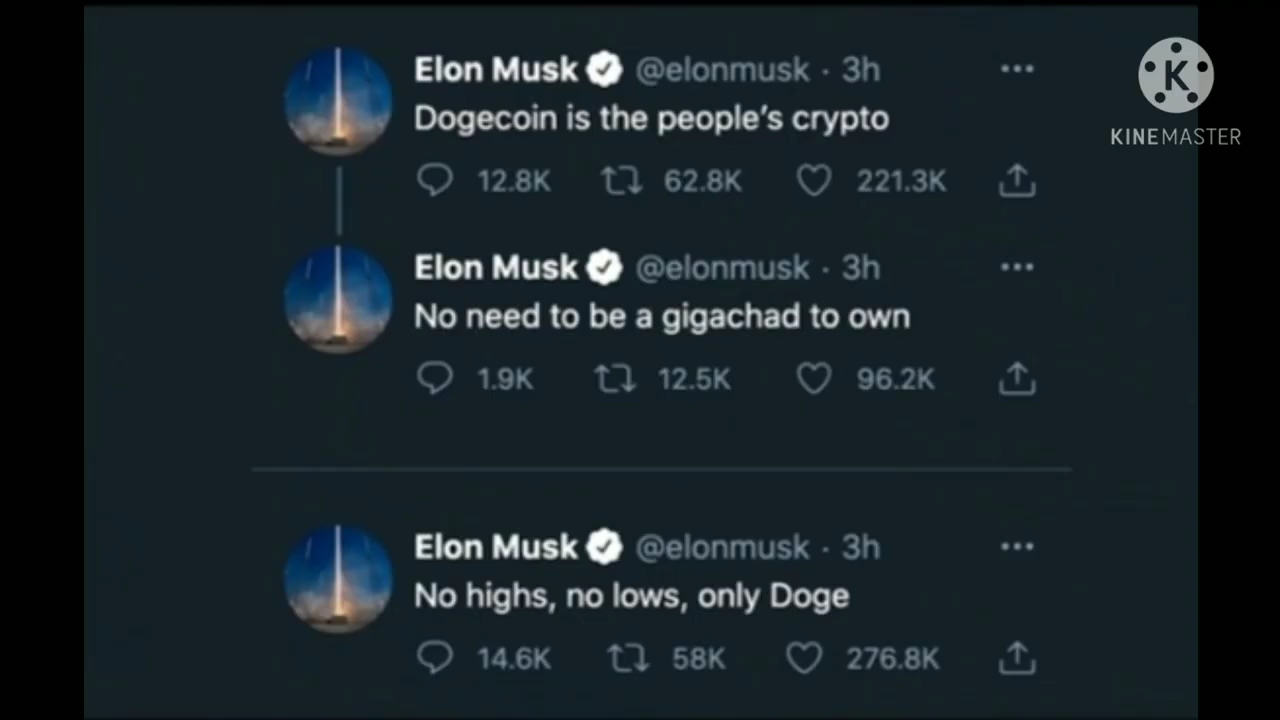 Elon Musk @elonmusk · 3h
Dogecoin is the people's crypto
12.8K 62.8K 221.3K
Elon Musk @elonmusk · 3h
No need to be a gigachad to own
1.9K 12.5K 96.2K
Elon Musk @elonmusk · 3h
No highs, no lows, only Doge
14.6K 58K 276.8K
K
KINEMASTER